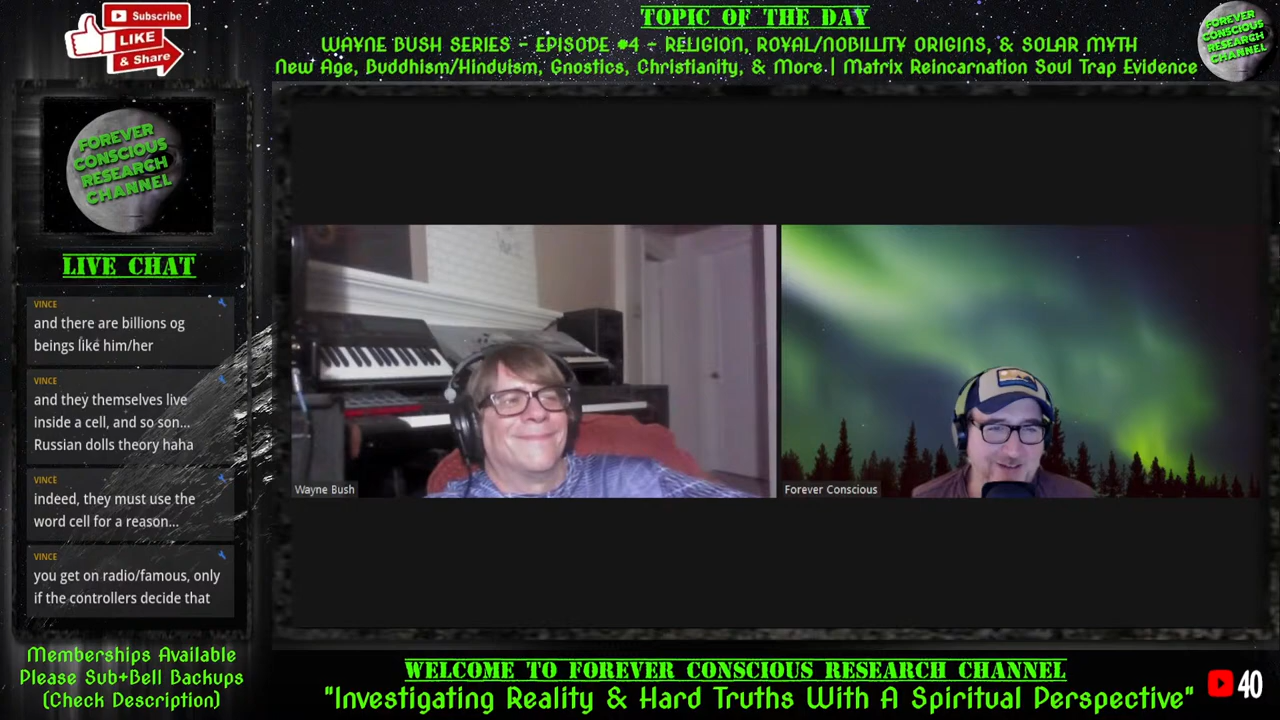 Subscribe
LIKE
& Share
TOPIC OF THE DAY
WAYNE BUSH SERIES - EPISODE #4 - RELIGION, ROYAL/NOBILLITY ORIGINS, & SOLAR MYTH
New Age, Buddhism/Hinduism, Gnostics, Christianity, & More | Matrix Reincarnation Soul Trap Evidence
FOREVER
CONSCIOUS
RESEARCH
CHANNEL
FOREVER
CONSCIOUS
RESEARCH
CHANNEL
LIVE CHAT
VINCE
and there are billions og
beings like him/her
VINCE
and they themselves live
inside a cell, and so son...
Russian dolls theory haha
VINCE
indeed, they must use the
word cell for a reason...
VINCE
you get on radio/famous, only
if the controllers decide that
Wayne Bush
Forever Conscious
Memberships Available
Please Sub+Bell Backups
(Check Description)
WELCOME TO FOREVER CONSCIOUS RESEARCH CHANNEL
"Investigating Reality & Hard Truths With A Spiritual Perspective"
40